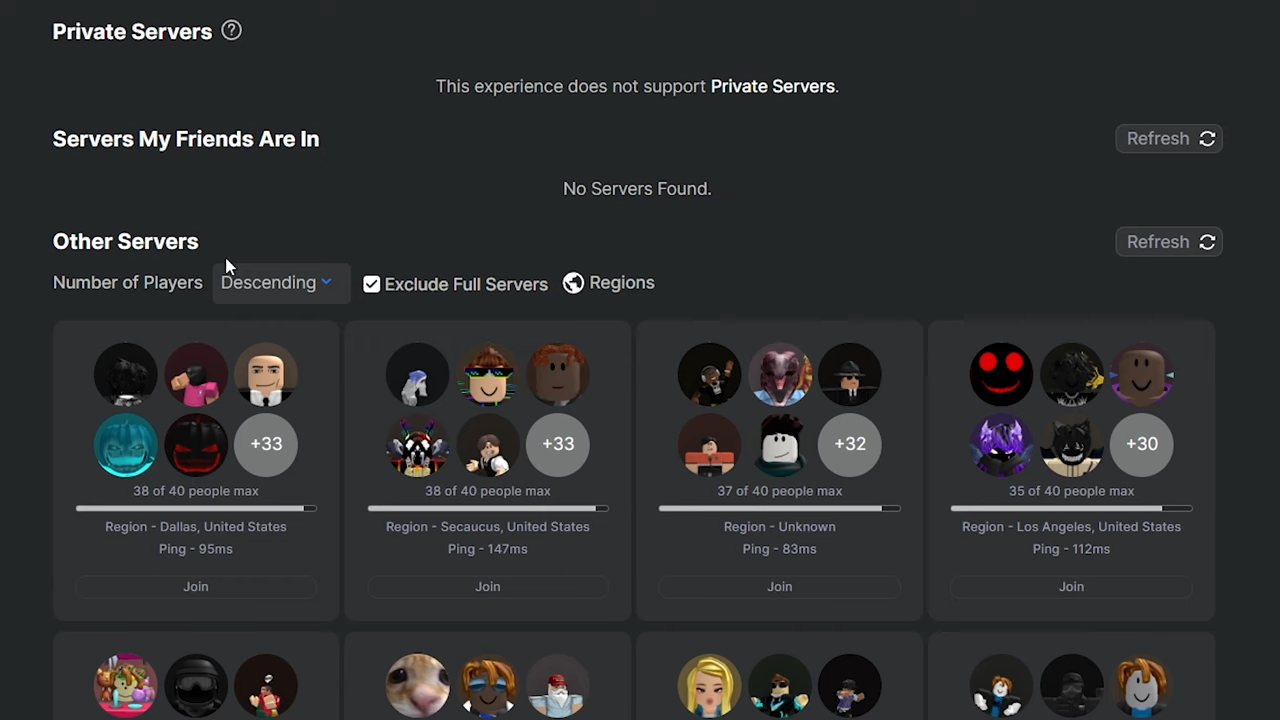 Private Servers ?
This experience does not support Private Servers.
Servers My Friends Are In
Refresh
No Servers Found.
Other Servers
Refresh
Number of Players Descending Exclude Full Servers Regions
+33 +33 +32 +30
38 of 40 people max 38 of 40 people max 37 of 40 people max 35 of 40 people max
Region - Dallas, United States Region - Secaucus, United States Region - Unknown Region - Los Angeles, United States
Ping - 95ms Ping - 147ms Ping - 83ms Ping - 112ms
Join Join Join Join